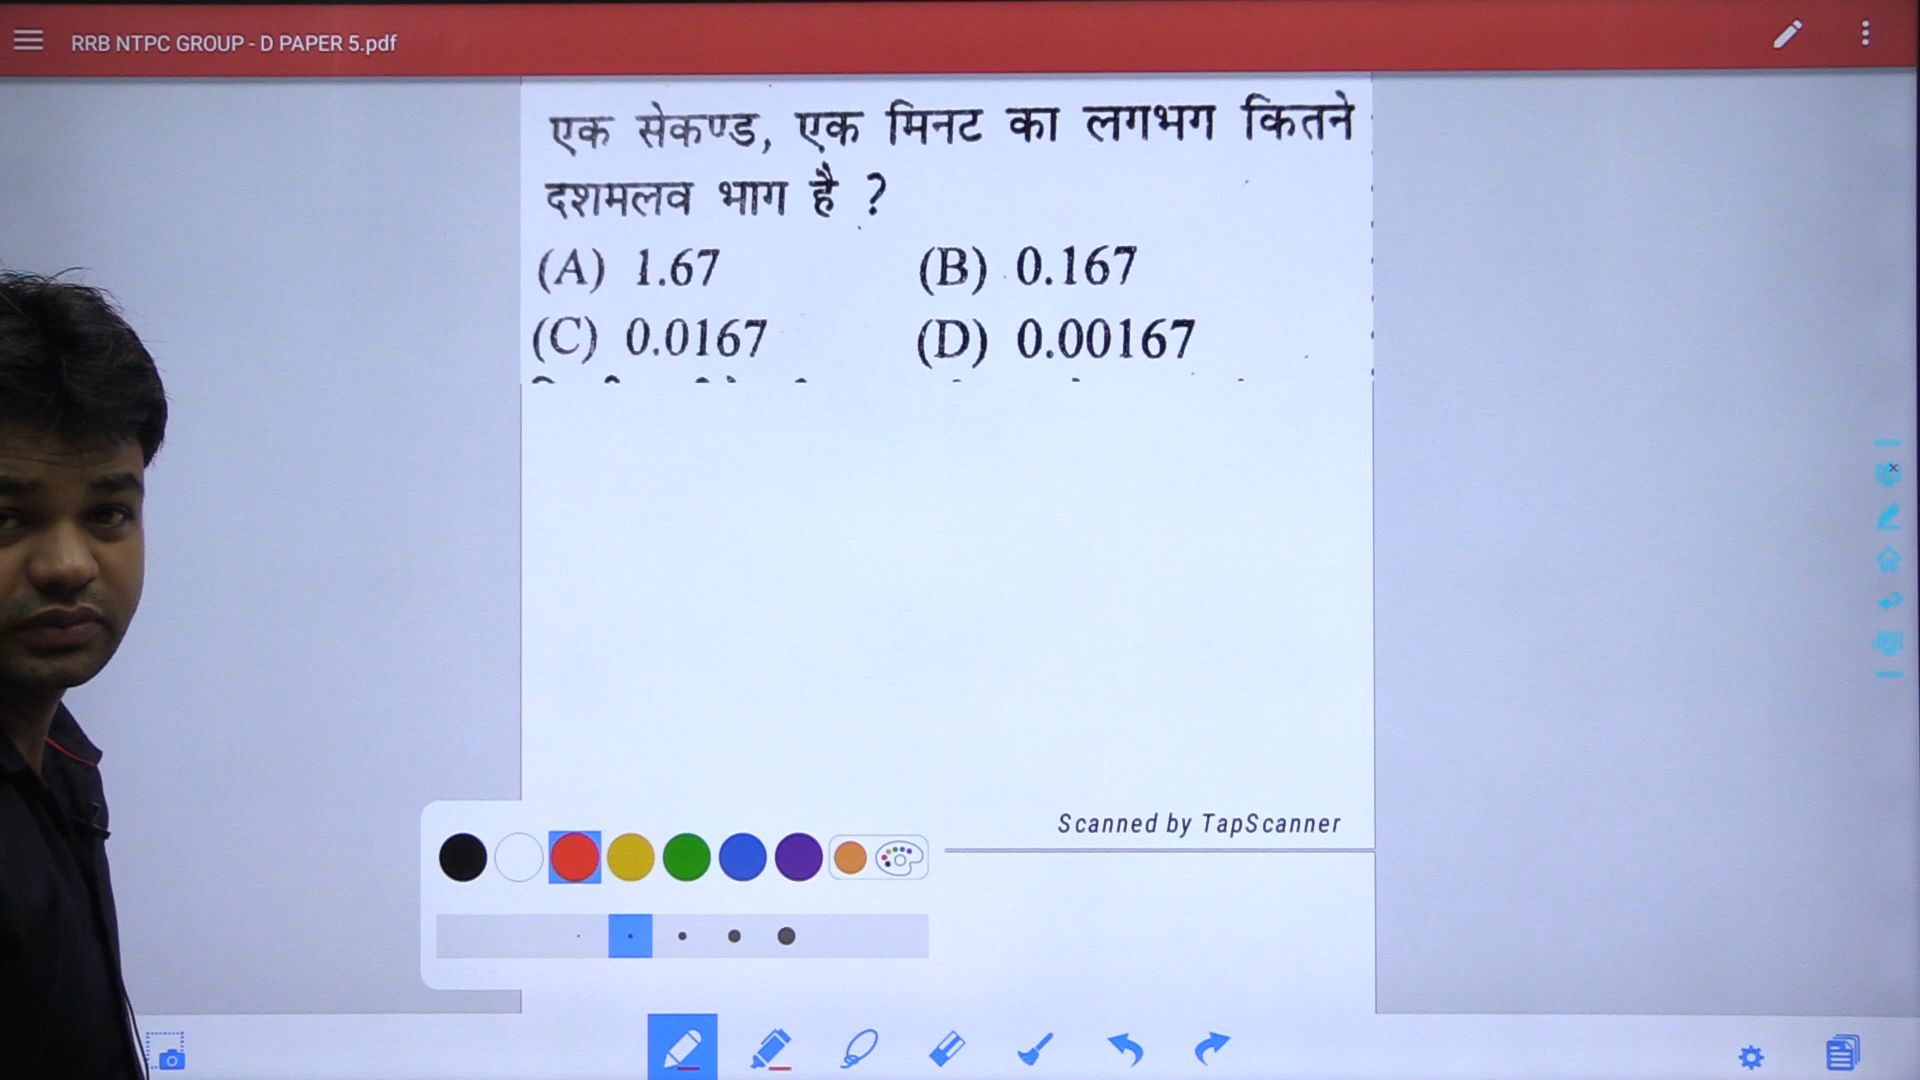 RRB NTPC GROUP - D PAPER 5.pdf
एक सेकण्ड, एक मिनट का लगभग कितने
दशमलव भाग है ?
(A) 1.67 (B) 0.167
(C) 0.0167 (D) 0.00167
Scanned by TapScanner